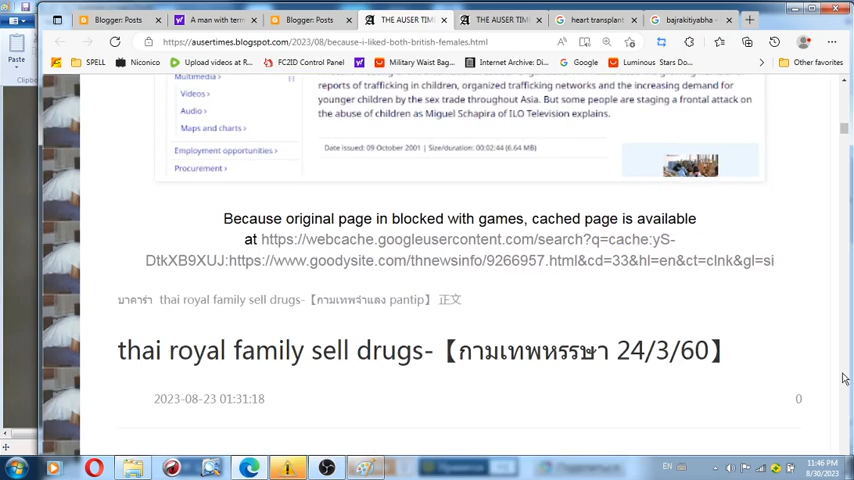 Blogger: Posts
A man with term
Blogger: Posts
THE AUSER TIM
THE AUSER TIM
heart transplant
bajrakitiyabha -
https://ausertimes.blogspot.com/2023/08/because-i-liked-both-british-females.html
SPELL
Niconico
Upload videos at R...
FC2ID Control Panel
Military Waist Bag...
Internet Archive: Di...
Google
Luminous Stars Do...
Other favorites
Paste
Multimedia
Videos
Audio
Maps and charts
Employment opportunities
Procurement
reports of trafficking in children, organized trafficking networks and the increasing demand for
younger children by the sex trade throughout Asia. But some people are staging a frontal attack on
the abuse of children as Miguel Schapira of ILO Television explains.
Date issued: 09 October 2001 | Size/duration: 00:02:44 (6.64 MB)
Because original page in blocked with games, cached page is available
at https://webcache.googleusercontent.com/search?q=cache:yS-
DtkXB9XUJ:https://www.goodysite.com/thnewsinfo/9266957.html&cd=33&hl=en&ct=clnk&gl=si
บาคาร่า thai royal family sell drugs-【กามเทพจําแลง pantip】 正文
thai royal family sell drugs-【กามเทพหรรษา 24/3/60】
2023-08-23 01:31:18
0
EN
11:46 PM
8/30/2023